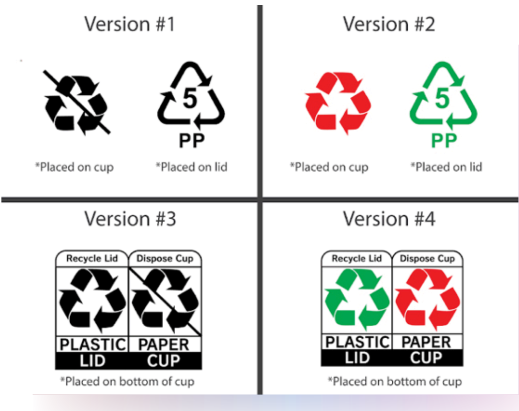 Version #1
5
PP
*Placed on cup
*Placed on lid
Version #2
5
PP
*Placed on cup
*Placed on lid
Version #3
Recycle Lid
Dispose Cup
PLASTIC
LID
PAPER
CUP
*Placed on bottom of cup
Version #4
Recycle Lid
Dispose Cup
PLASTIC
LID
PAPER
CUP
*Placed on bottom of cup